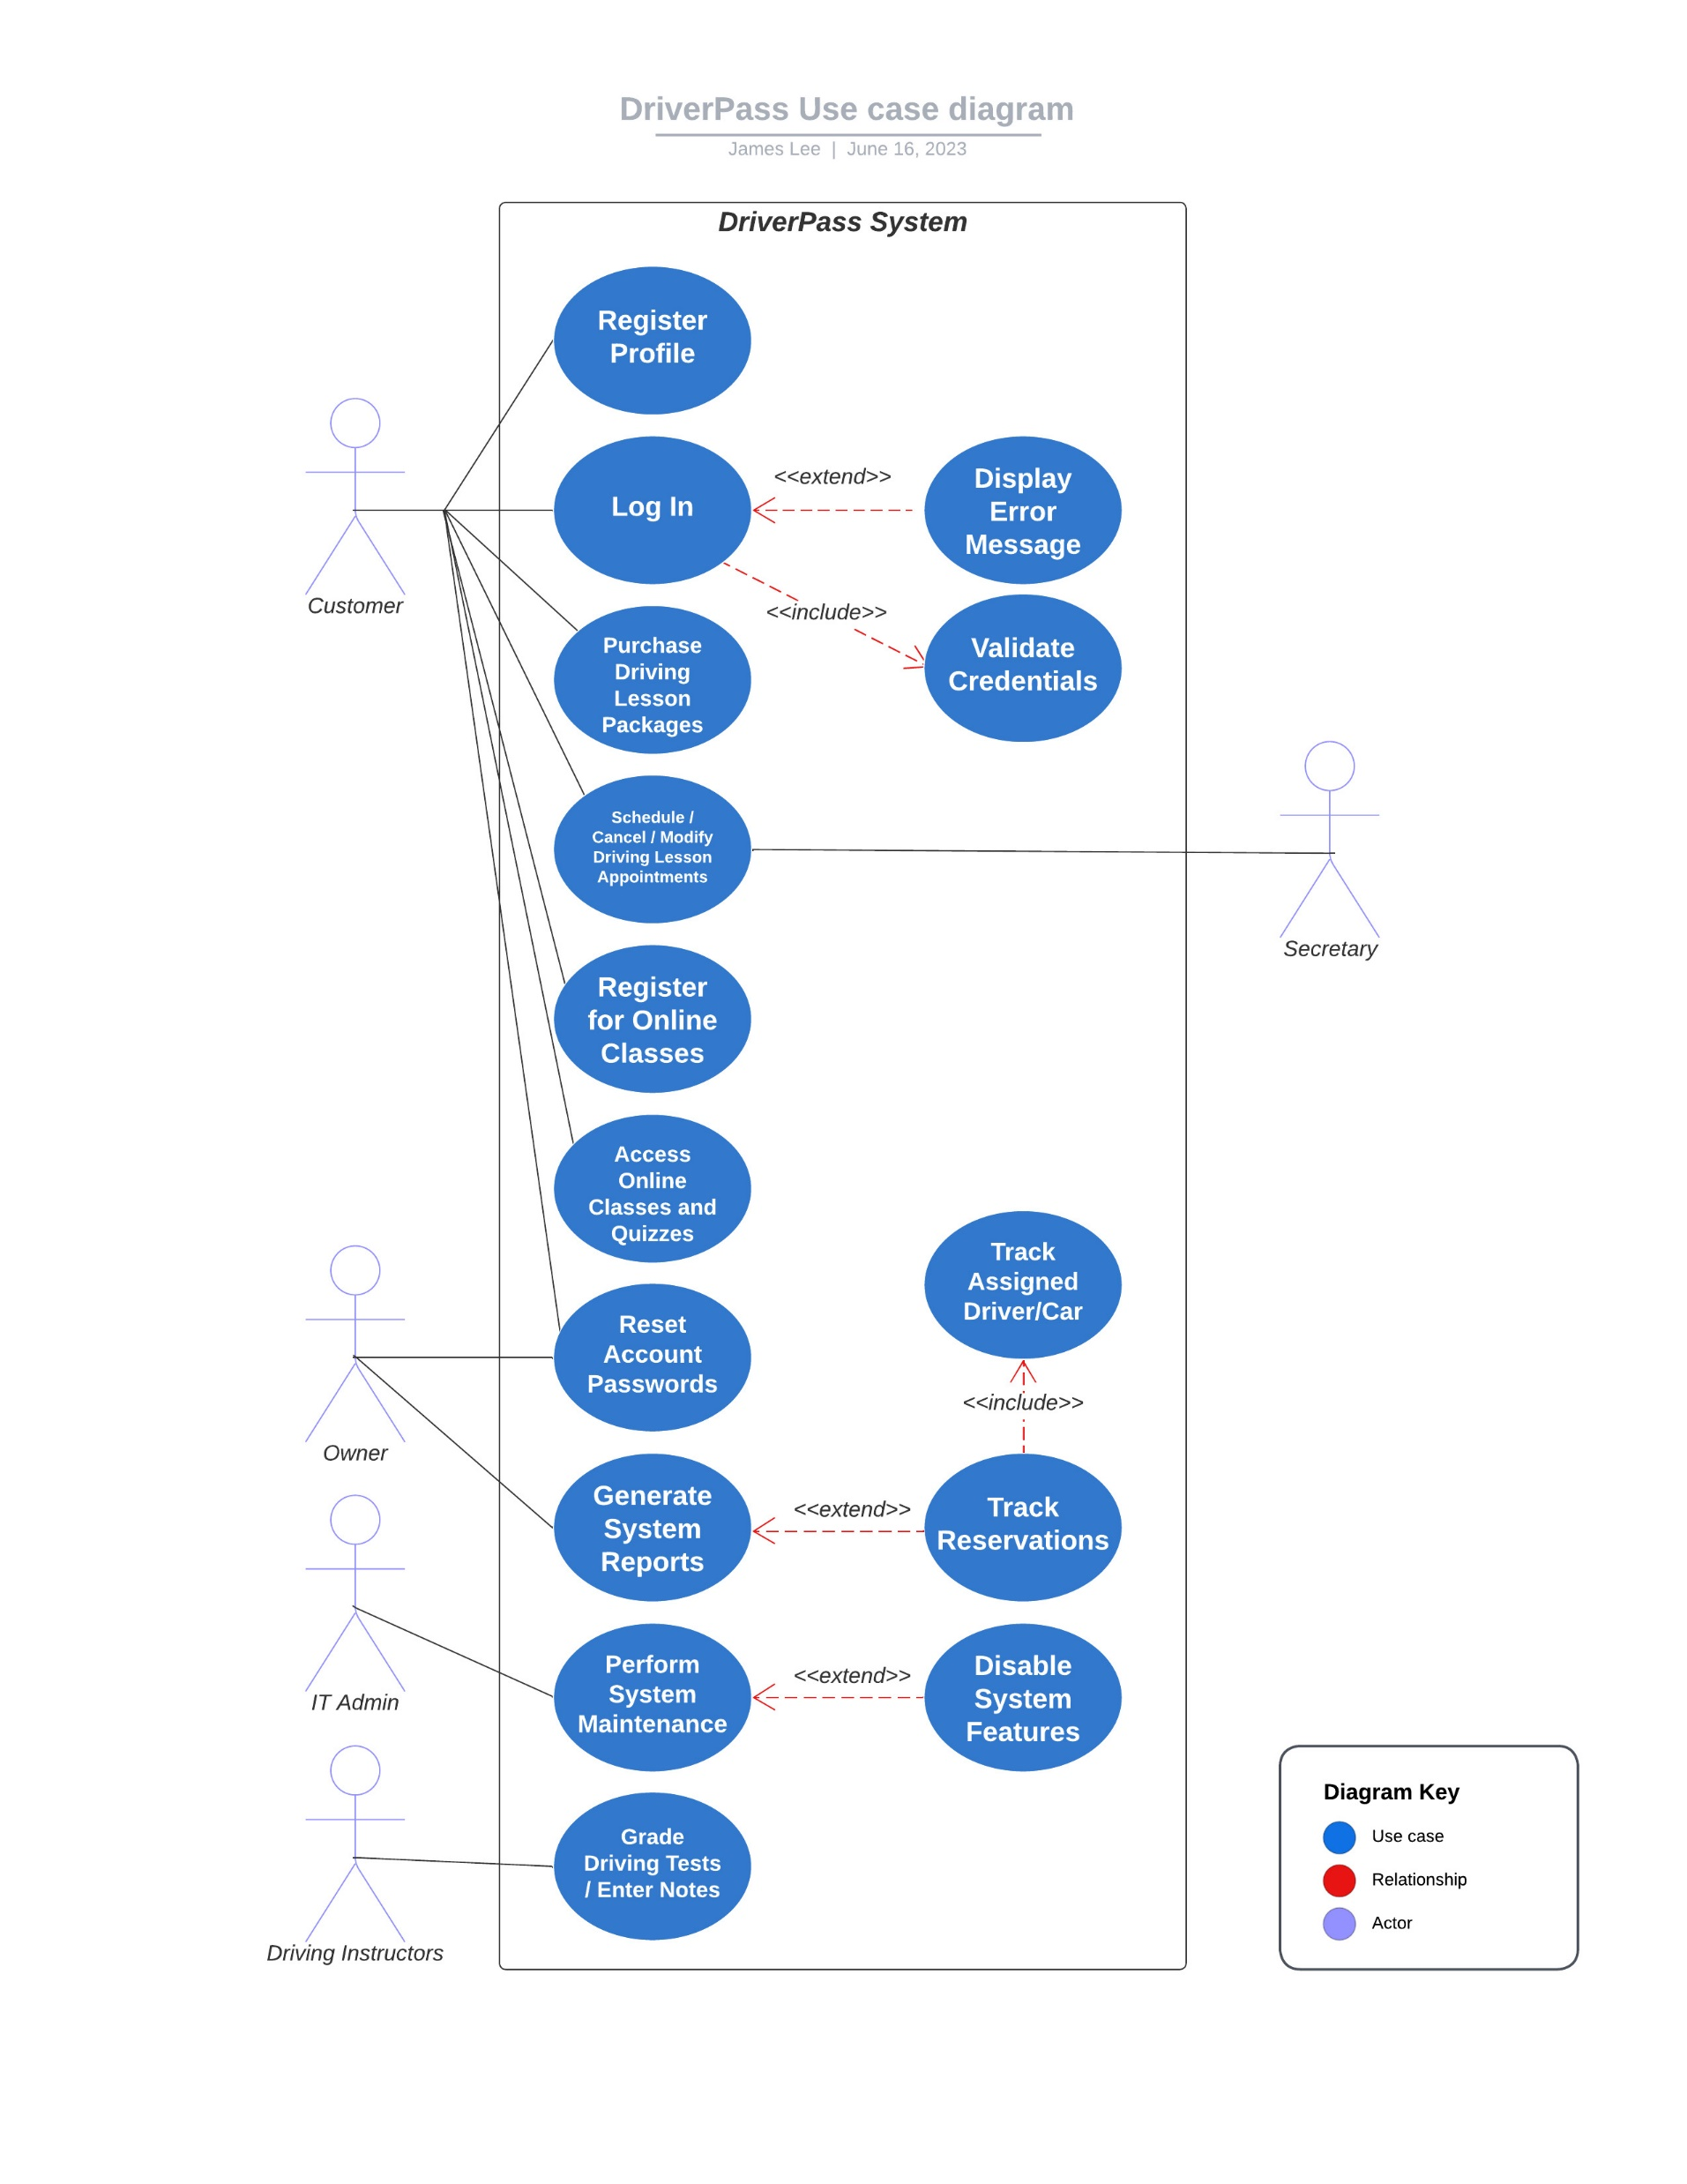 DriverPass Use case diagram
James Lee | June 16, 2023
DriverPass System
Register
Profile
Customer
Log In
<<extend>>
Display
Error
Message
<<include>>
Validate
Credentials
Purchase
Driving
Lesson
Packages
Schedule /
Cancel / Modify
Driving Lesson
Appointments
Secretary
Register
for Online
Classes
Access
Online
Classes and
Quizzes
Track
Assigned
Driver/Car
Owner
Reset
Account
Passwords
<<include>>
Generate
System
Reports
<<extend>>
Track
Reservations
IT Admin
Perform
System
Maintenance
<<extend>>
Disable
System
Features
Driving Instructors
Grade
Driving Tests
/ Enter Notes
Diagram Key
Use case
Relationship
Actor